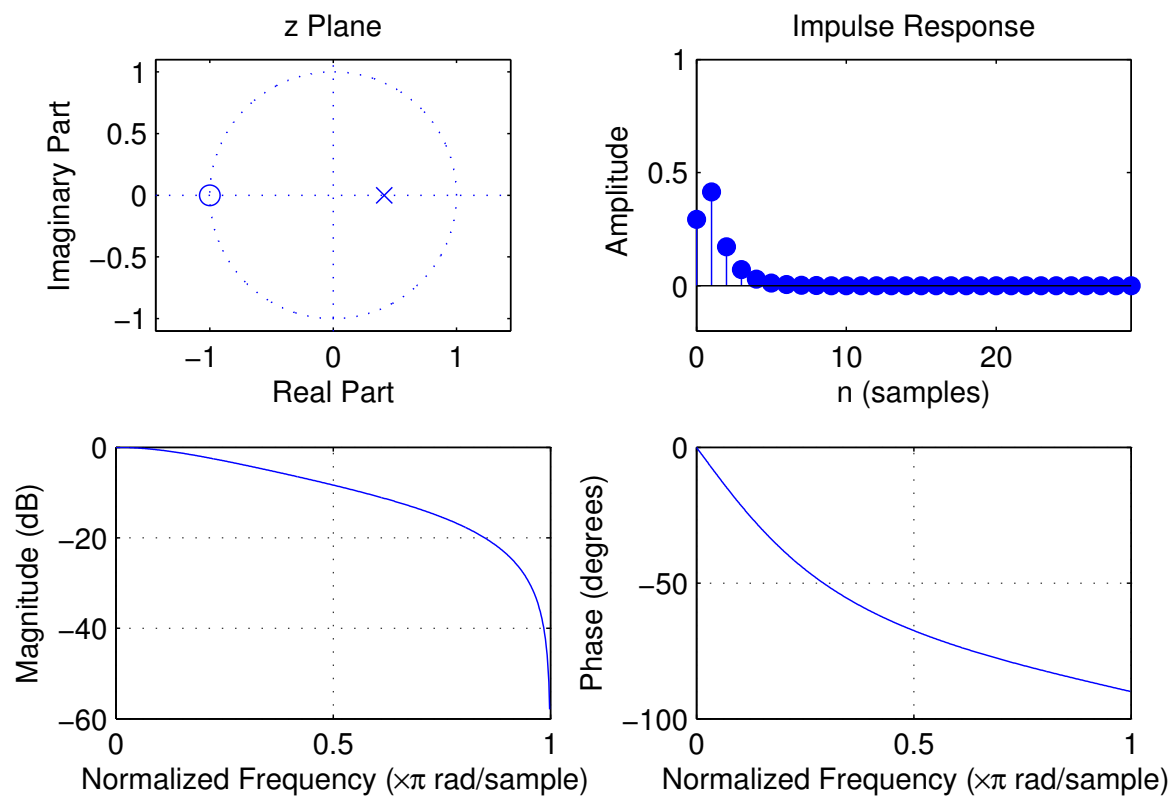 z Plane
Imaginary Part
1
0.5
0
−0.5
−1
−1 0 1
Real Part
Impulse Response
Amplitude
1
0.5
0
0 10 20
n (samples)
Magnitude (dB)
0
−20
−40
−60
0 0.5 1
Normalized Frequency (×π rad/sample)
Phase (degrees)
0
−50
−100
0 0.5 1
Normalized Frequency (×π rad/sample)